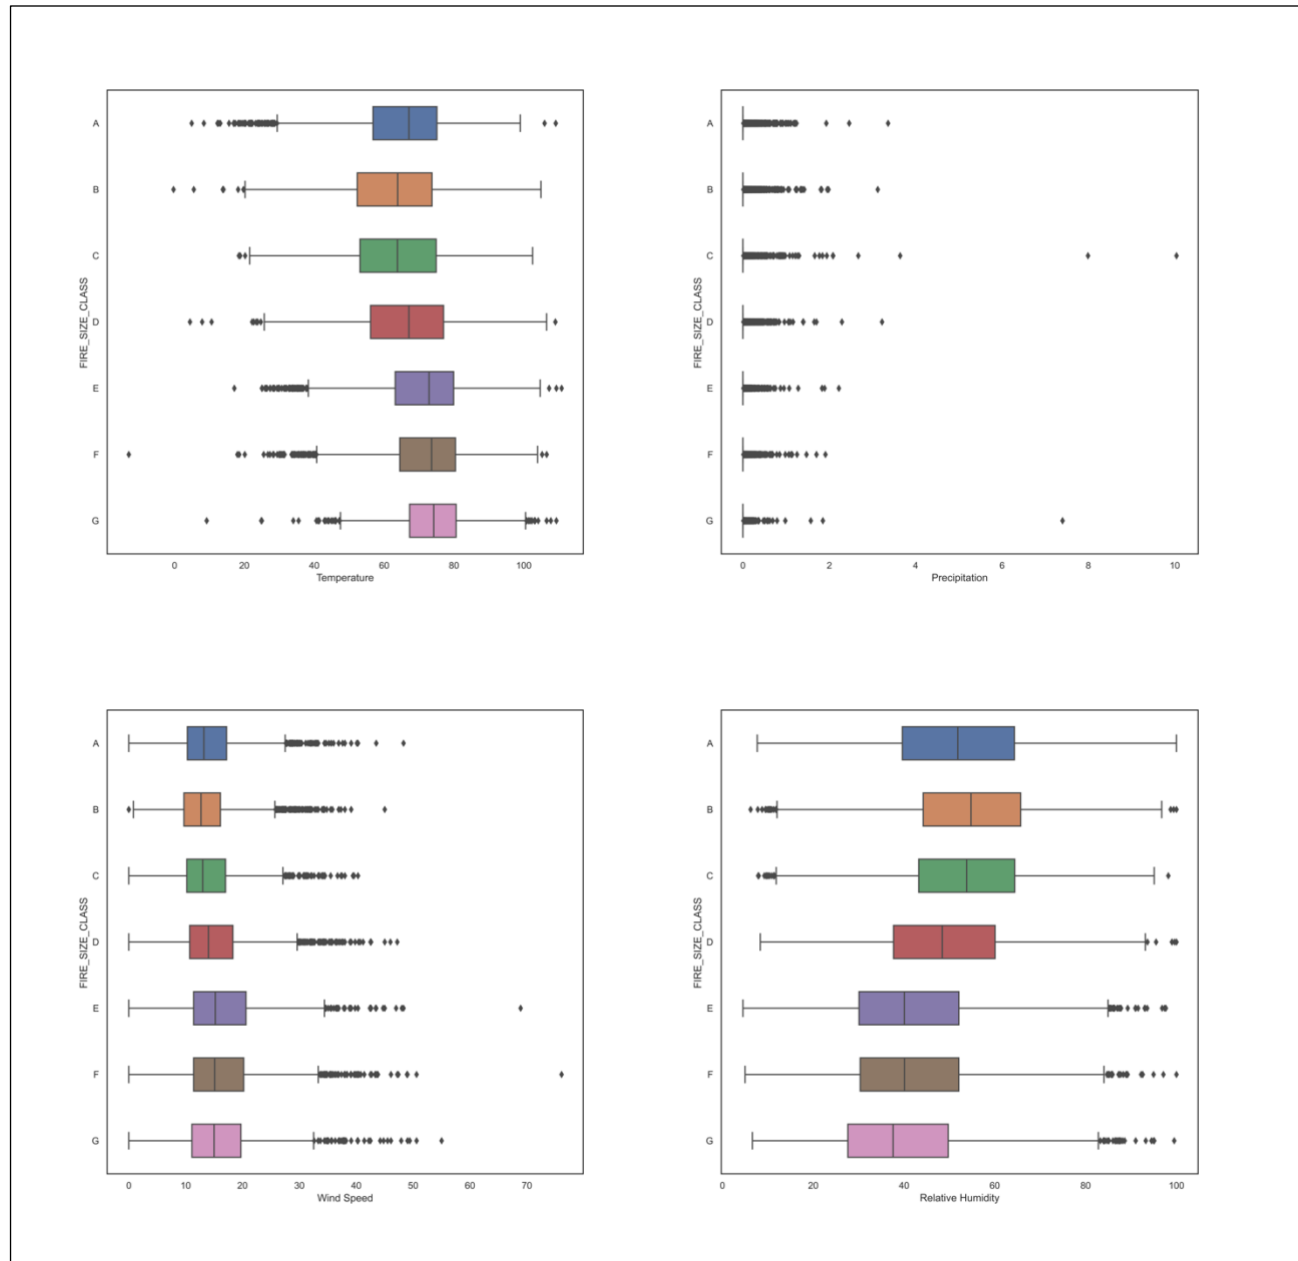 A
B
C
D
E
F
G
FIRE_SIZE_CLASS
0 20 40 60 80 100
Temperature
A
B
C
D
E
F
G
FIRE_SIZE_CLASS
0 2 4 6 8 10
Precipitation
A
B
C
D
E
F
G
FIRE_SIZE_CLASS
0 10 20 30 40 50 60 70
Wind Speed
A
B
C
D
E
F
G
FIRE_SIZE_CLASS
0 20 40 60 80 100
Relative Humidity